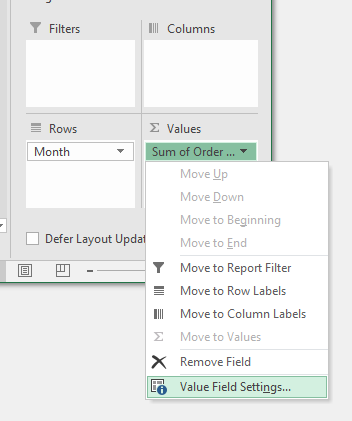 Filters
Columns
Rows
Σ Values
Month
Sum of Order ...
Move Up
Move Down
Move to Beginning
Move to End
Move to Report Filter
Move to Row Labels
Move to Column Labels
Move to Values
Remove Field
Value Field Settings...
Defer Layout Updat